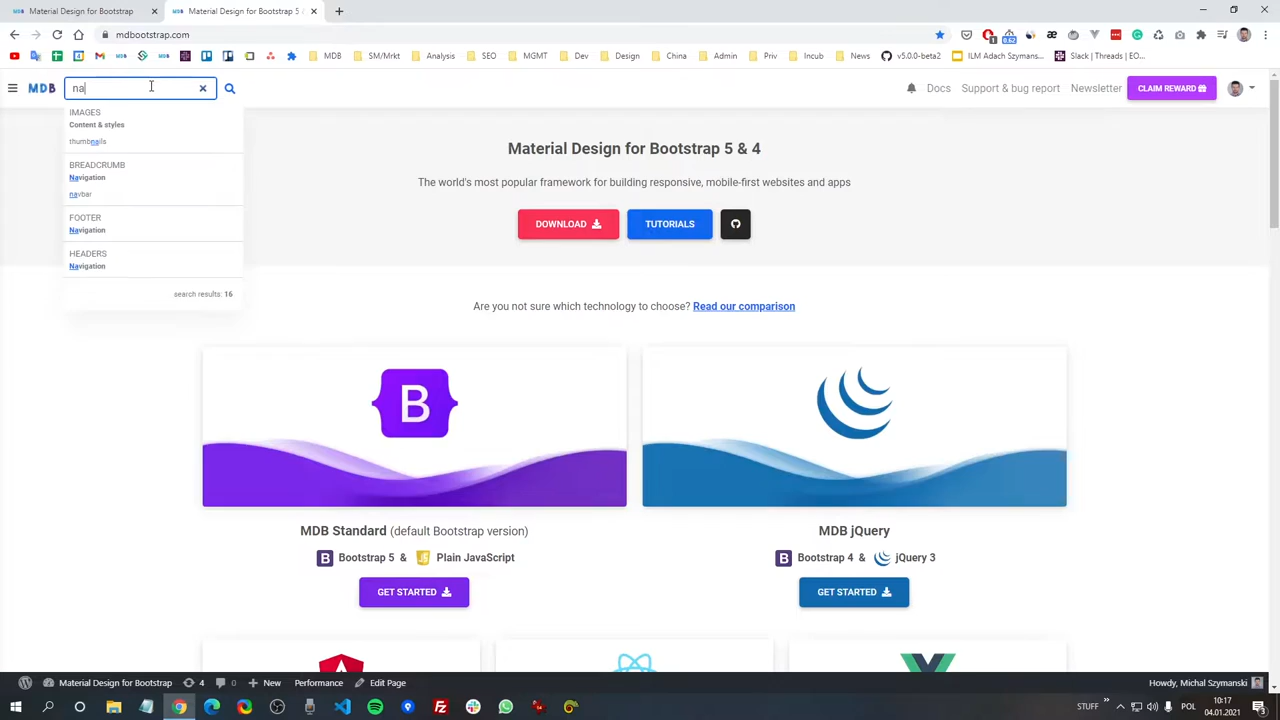 Material Design for Bootstrap 5
Material Design for Bootstrap 5 &
mdbootstrap.com
MDB
SM/Mrkt
Analysis
SEO
MGMT
Dev
Design
China
Admin
Priv
Incub
News
v5.0.0-beta2
ILM Adach Szymans...
Slack | Threads | EO...
MDB
na
Docs
Support & bug report
Newsletter
CLAIM REWARD
IMAGES
Content & styles
thumbnails
BREADCRUMB
Navigation
navbar
FOOTER
Navigation
HEADERS
Navigation
search results: 16
Material Design for Bootstrap 5 & 4
The world's most popular framework for building responsive, mobile-first websites and apps
DOWNLOAD
TUTORIALS
Are you not sure which technology to choose? Read our comparison
B
MDB Standard (default Bootstrap version)
B Bootstrap 5 & JS Plain JavaScript
GET STARTED
MDB jQuery
B Bootstrap 4 & jQuery 3
GET STARTED
Material Design for Bootstrap
4
0
New
Performance
Edit Page
Howdy, Michal Szymanski
STREAMING
POL
10:17
04.01.2021